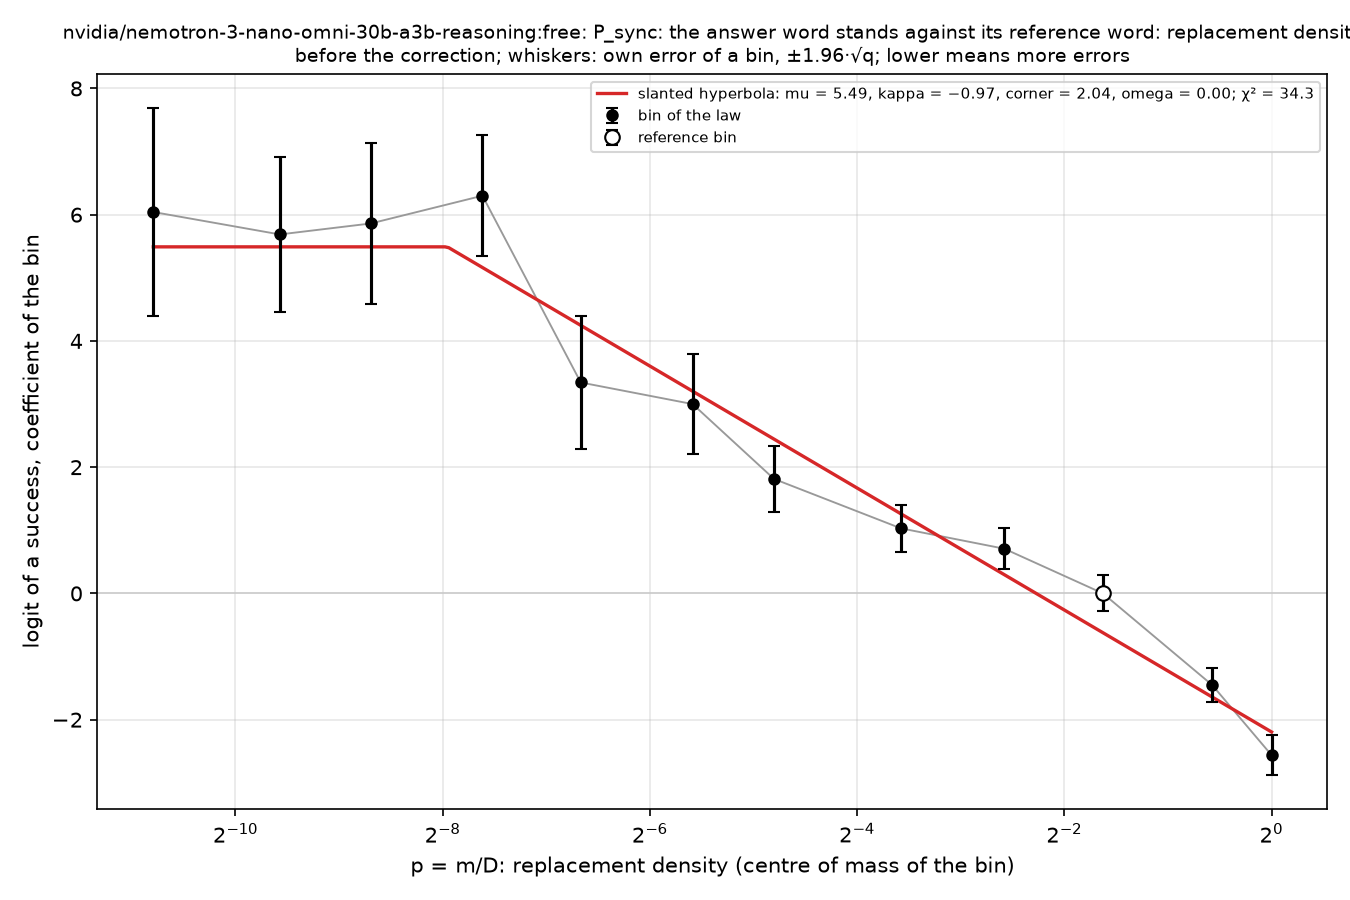 nvidia/nemotron-3-nano-omni-30b-a3b-reasoning:free: P_sync: the answer word stands against its reference word: replacement densit
before the correction; whiskers: own error of a bin, ±1.96·√q; lower means more errors
slanted hyperbola: mu = 5.49, kappa = −0.97, corner = 2.04, omega = 0.00; χ² = 34.3
bin of the law
reference bin
logit of a success, coefficient of the bin
8
6
4
2
0
−2
2⁻¹⁰ 2⁻⁸ 2⁻⁶ 2⁻⁴ 2⁻² 2⁰
p = m/D: replacement density (centre of mass of the bin)